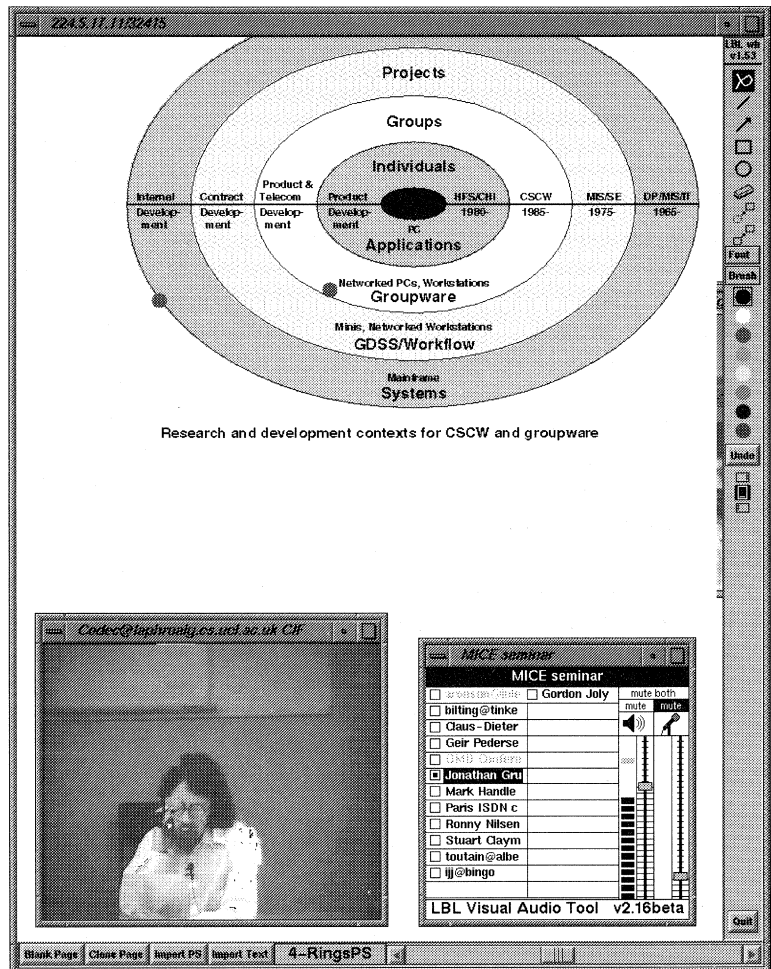 224.5.17.11/32415
LBL wb
v1.53
Projects
Groups
Individuals
Internal Contract Product & Telecom Product HFS/CHI CSCW MIS/SE DP/MIS/IT
Develop-ment Develop-ment Develop-ment Develop-ment 1980- 1985- 1975- 1965-
PC
Applications
Networked PCs, Workstations
Groupware
Minis, Networked Workstations
GDSS/Workflow
Mainframe
Systems
Research and development contexts for CSCW and groupware
Font
Brush
Undo
Quit
Codec@taphruaig.cs.ucl.ac.uk CIF
MICE seminar
MICE seminar
Gordon Joly
bilting@tinke
Claus-Dieter
Geir Pederse
GMD Confere
Jonathan Gru
Mark Handle
Paris ISDN c
Ronny Nilsen
Stuart Claym
toutain@albe
ijj@bingo
mute both
mute mute
LBL Visual Audio Tool v2.16beta
Blank Page Clone Page Import PS Import Text 4-RingsPS